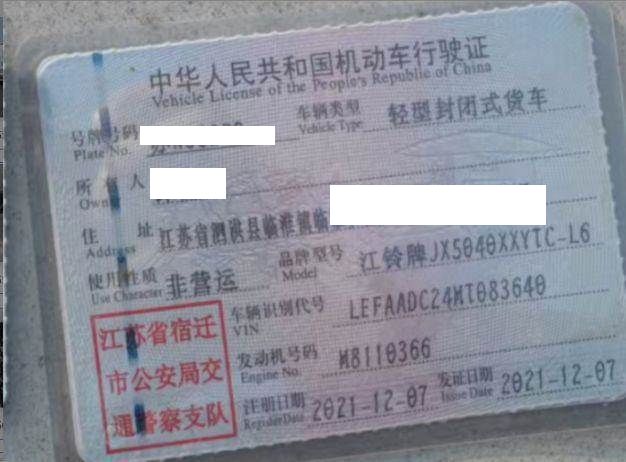 中华人民共和国机动车行驶证
Vehicle License of the People's Republic of China
号牌号码
Plate No.
车辆类型
Vehicle Type
轻型封闭式货车
所有人
Owner
住 址
Address
江苏省泗洪县临淮镇临
使用性质
Use Character
非营运
品牌型号
Model
江铃牌JX5040XXYTC-L6
车辆识别代号
VIN
LEFAADC24MT083640
发动机号码
Engine No.
M8110366
注册日期
Register Date
2021-12-07
发证日期
Issue Date
2021-12-07
江苏省宿迁
市公安局交
通警察支队